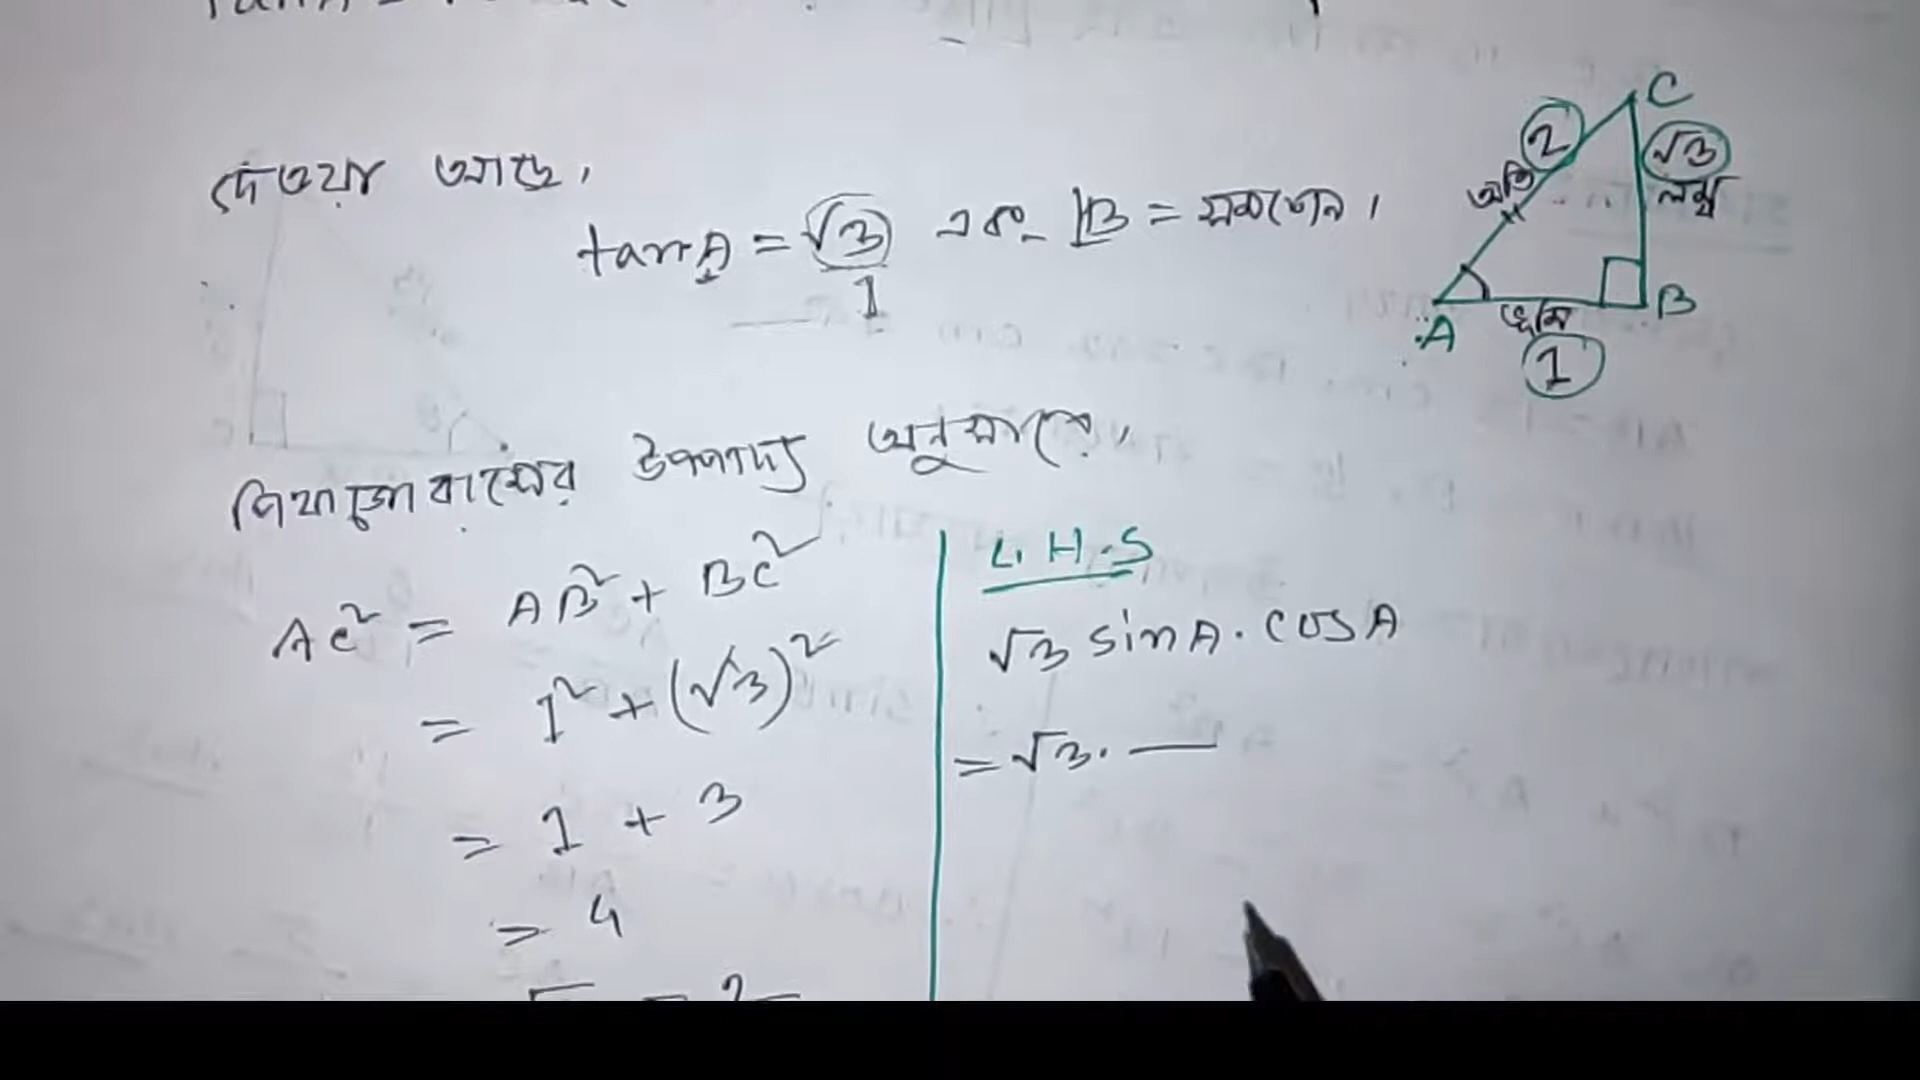 দেওয়া আছে,
tanA = √3/1 এবং ∠B = সমকোণ।
C
2
√3
অতি
লম্ব
A
ভূমি
B
1
পিথাগোরাসের উপপাদ্য অনুসারে,
AC² = AB² + BC²
= 1² + (√3)²
= 1 + 3
= 4
L.H.S
√3 sinA. cosA
= √3.